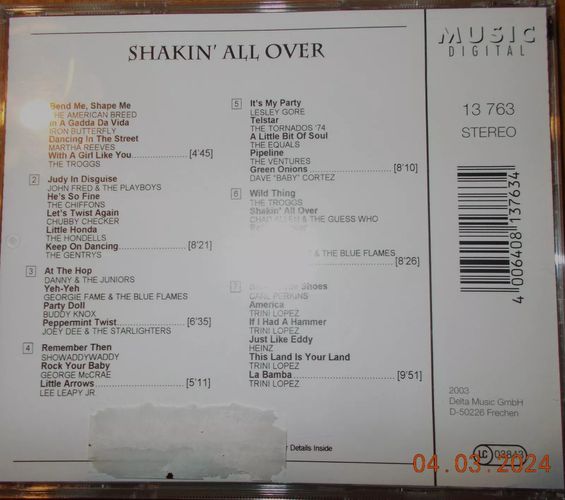 SHAKIN' ALL OVER
MUSIC
DIGITAL
13 763
STEREO
Bend Me, Shape Me
THE AMERICAN BREED
In A Gadda Da Vida
IRON BUTTERFLY
Dancing In The Street
MARTHA REEVES
With A Girl Like You [4'45]
THE TROGGS
2 Judy In Disguise
JOHN FRED & THE PLAYBOYS
He's So Fine
THE CHIFFONS
Let's Twist Again
CHUBBY CHECKER
Little Honda
THE HONDELLS
Keep On Dancing [8'21]
THE GENTRYS
3 At The Hop
DANNY & THE JUNIORS
Yeh-Yeh
GEORGIE FAME & THE BLUE FLAMES
Party Doll
BUDDY KNOX
Peppermint Twist [6'35]
JOEY DEE & THE STARLIGHTERS
4 Remember Then
SHOWADDYWADDY
Rock Your Baby
GEORGE McCRAE
Little Arrows [5'11]
LEE LEAPY JR
5 It's My Party
LESLEY GORE
Telstar
THE TORNADOS '74
A Little Bit Of Soul
THE EQUALS
Pipeline
THE VENTURES
Green Onions [8'10]
DAVE "BABY" CORTEZ
6 Wild Thing
THE TROGGS
Shakin' All Over
CHAD ALLEN & THE GUESS WHO
& THE BLUE FLAMES
[8'26]
7 Shoes
CARL PERKINS
America
TRINI LOPEZ
If I Had A Hammer
TRINI LOPEZ
Just Like Eddy
HEINZ
This Land Is Your Land
TRINI LOPEZ
La Bamba [9'51]
TRINI LOPEZ
Details Inside
4 006408 137634
2003
Delta Music GmbH
D-50226 Frechen
LC 03843
04.03.2024